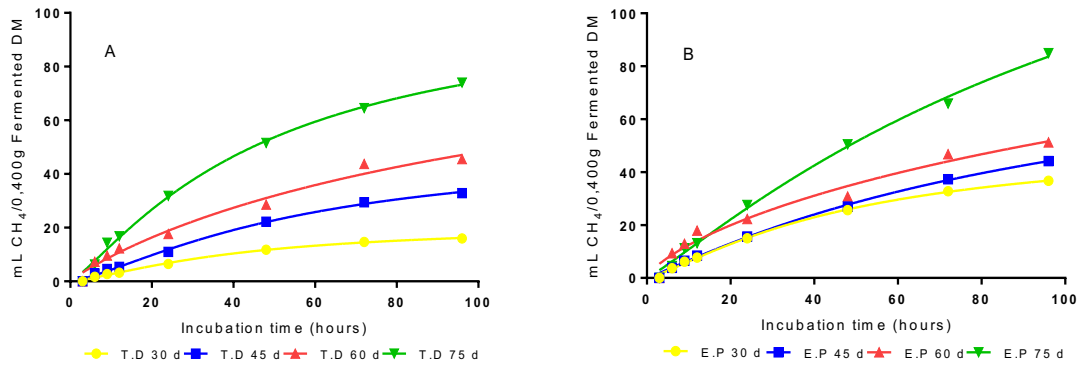 A
mL CH4/0,400g Fermented DM
100
80
60
40
20
0
0 20 40 60 80 100
Incubation time (hours)
T.D 30 d T.D 45 d T.D 60 d T.D 75 d
B
mL CH4/0,400g Fermented DM
100
80
60
40
20
0
0 20 40 60 80 100
Incubation time (hours)
E.P 30 d E.P 45 d E.P 60 d E.P 75 d